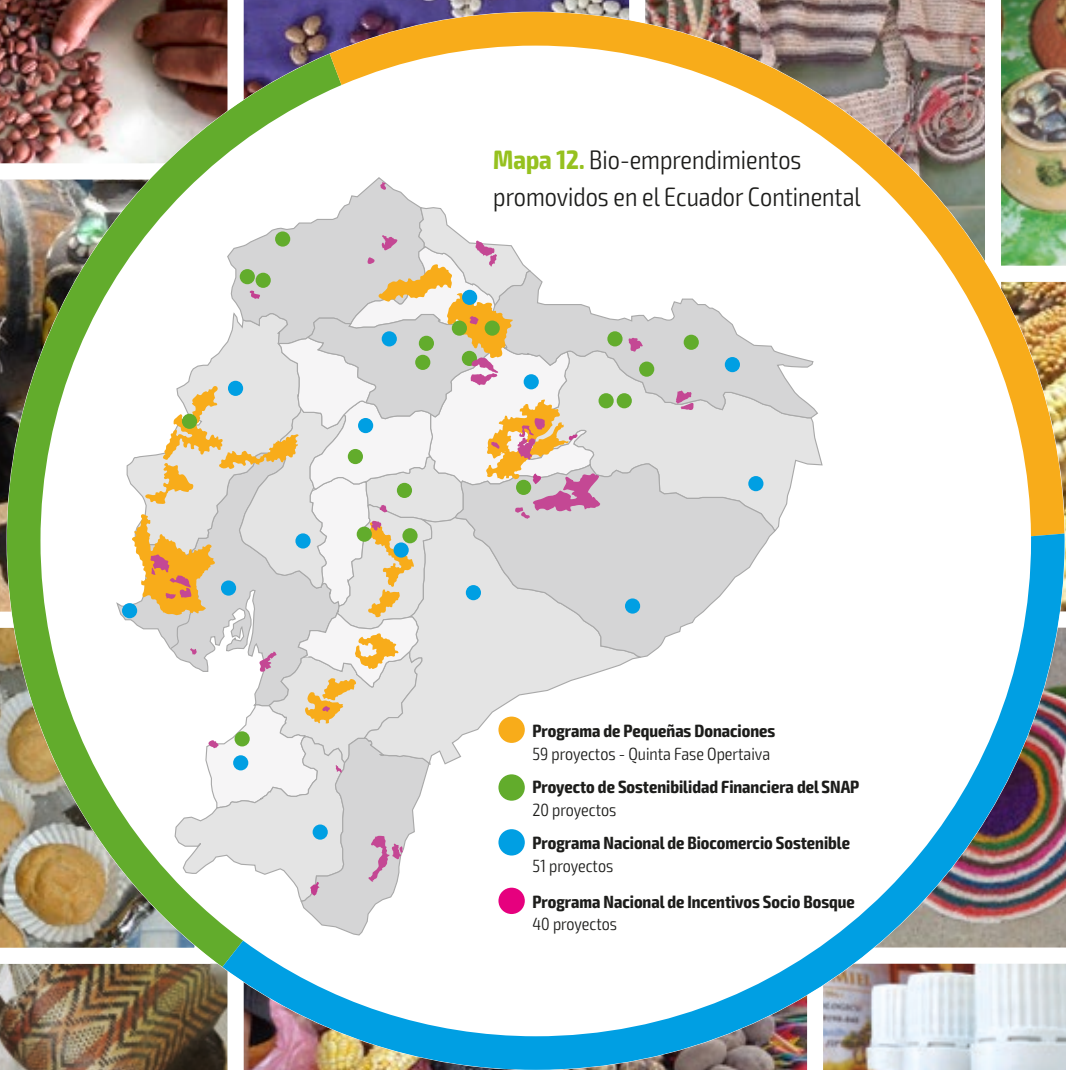 Mapa 12. Bio-emprendimientos
promovidos en el Ecuador Continental
Programa de Pequeñas Donaciones
59 proyectos - Quinta Fase Opertaiva
Proyecto de Sostenibilidad Financiera del SNAP
20 proyectos
Programa Nacional de Biocomercio Sostenible
51 proyectos
Programa Nacional de Incentivos Socio Bosque
40 proyectos